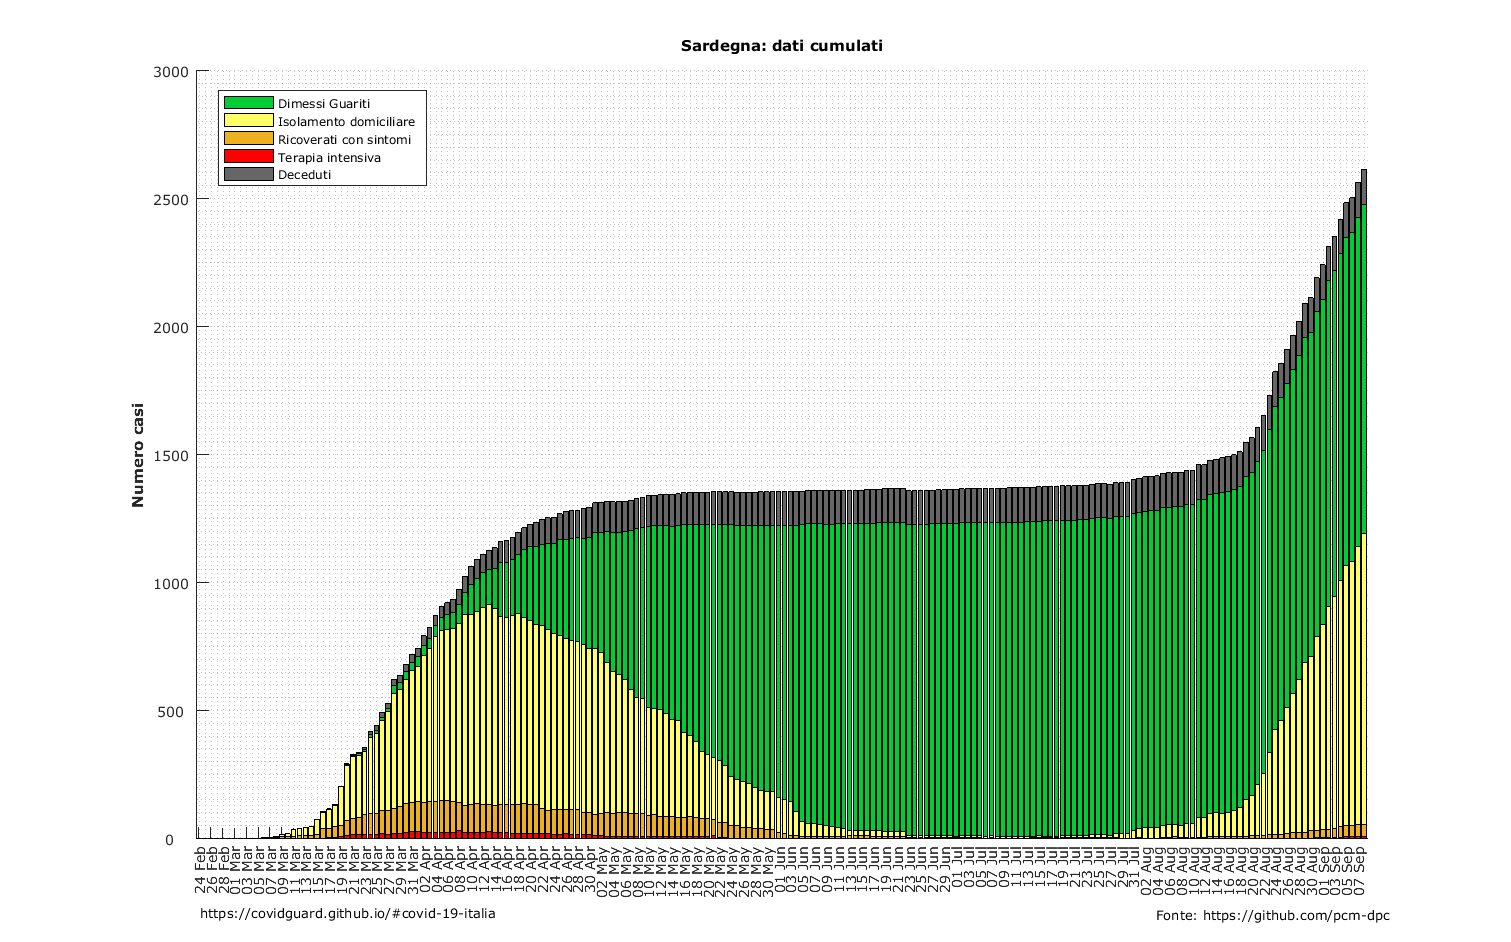 Sardegna: dati cumulati
3000
2500
2000
1500
1000
500
0
Numero casi
Dimessi Guariti
Isolamento domiciliare
Ricoverati con sintomi
Terapia intensiva
Deceduti
24 Feb
26 Feb
28 Feb
01 Mar
03 Mar
05 Mar
07 Mar
09 Mar
11 Mar
13 Mar
15 Mar
17 Mar
19 Mar
21 Mar
23 Mar
25 Mar
27 Mar
29 Mar
31 Mar
02 Apr
04 Apr
06 Apr
08 Apr
10 Apr
12 Apr
14 Apr
16 Apr
18 Apr
20 Apr
22 Apr
24 Apr
26 Apr
28 Apr
30 Apr
02 May
04 May
06 May
08 May
10 May
12 May
14 May
16 May
18 May
20 May
22 May
24 May
26 May
28 May
30 May
01 Jun
03 Jun
05 Jun
07 Jun
09 Jun
11 Jun
13 Jun
15 Jun
17 Jun
19 Jun
21 Jun
23 Jun
25 Jun
27 Jun
29 Jun
01 Jul
03 Jul
05 Jul
07 Jul
09 Jul
11 Jul
13 Jul
15 Jul
17 Jul
19 Jul
21 Jul
23 Jul
25 Jul
27 Jul
29 Jul
31 Jul
02 Aug
04 Aug
06 Aug
08 Aug
10 Aug
12 Aug
14 Aug
16 Aug
18 Aug
20 Aug
22 Aug
24 Aug
26 Aug
28 Aug
30 Aug
01 Sep
03 Sep
05 Sep
07 Sep
https://covidguard.github.io/#covid-19-italia
Fonte: https://github.com/pcm-dpc